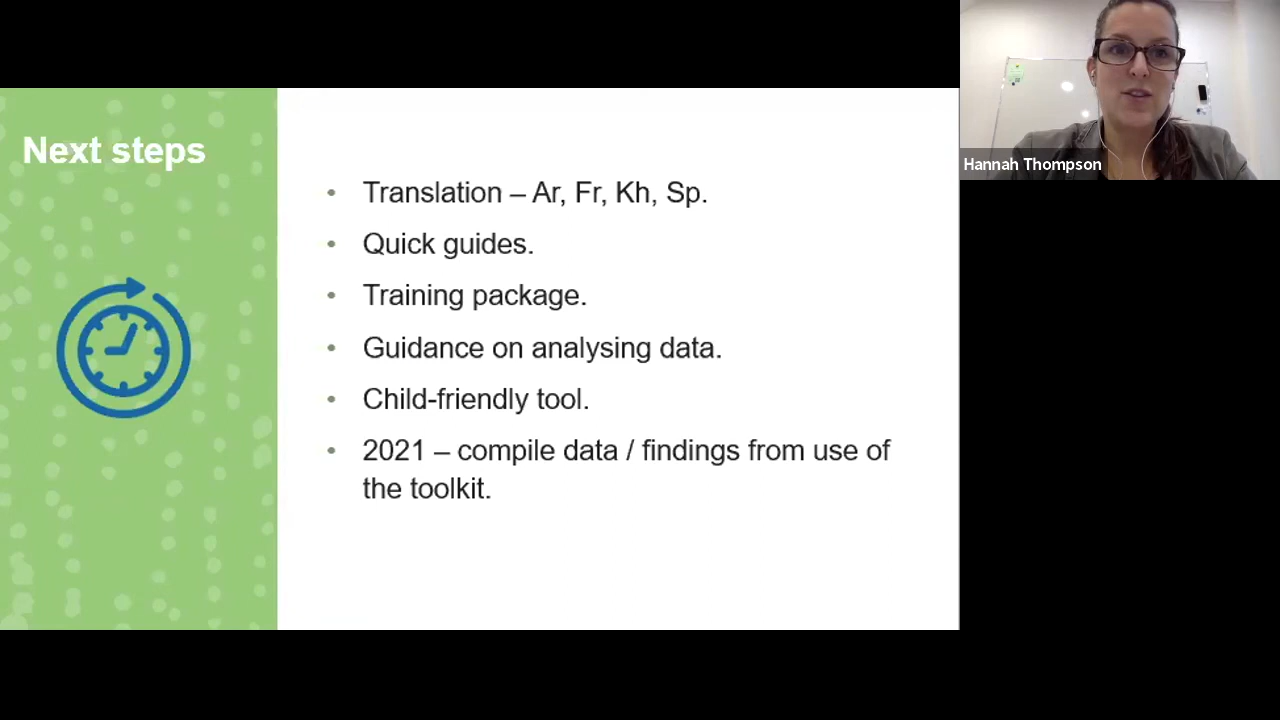 Next steps
• Translation – Ar, Fr, Kh, Sp.
• Quick guides.
• Training package.
• Guidance on analysing data.
• Child-friendly tool.
• 2021 – compile data / findings from use of
the toolkit.
Hannah Thompson